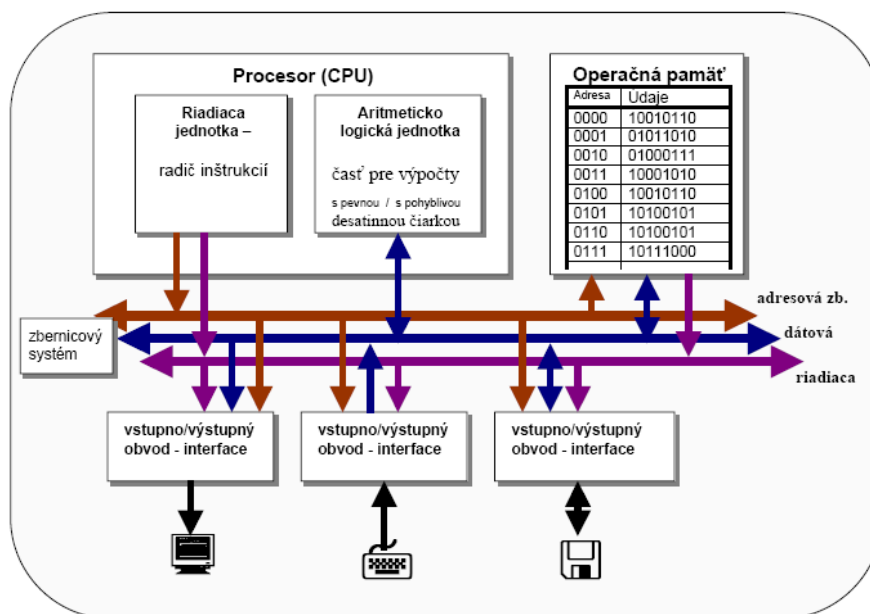 Procesor (CPU)
Riadiaca
jednotka –
radič inštrukcií
Aritmeticko
logická jednotka
časť pre výpočty
s pevnou / s pohyblivou
desatinnou čiarkou
Operačná pamäť
Adresa Údaje
0000 10010110
0001 01011010
0010 01000111
0011 10001010
0100 10010110
0101 10100101
0110 10100101
0111 10111000
adresová zb.
dátová
riadiaca
zbernicový
systém
vstupno/výstupný
obvod - interface
vstupno/výstupný
obvod - interface
vstupno/výstupný
obvod - interface